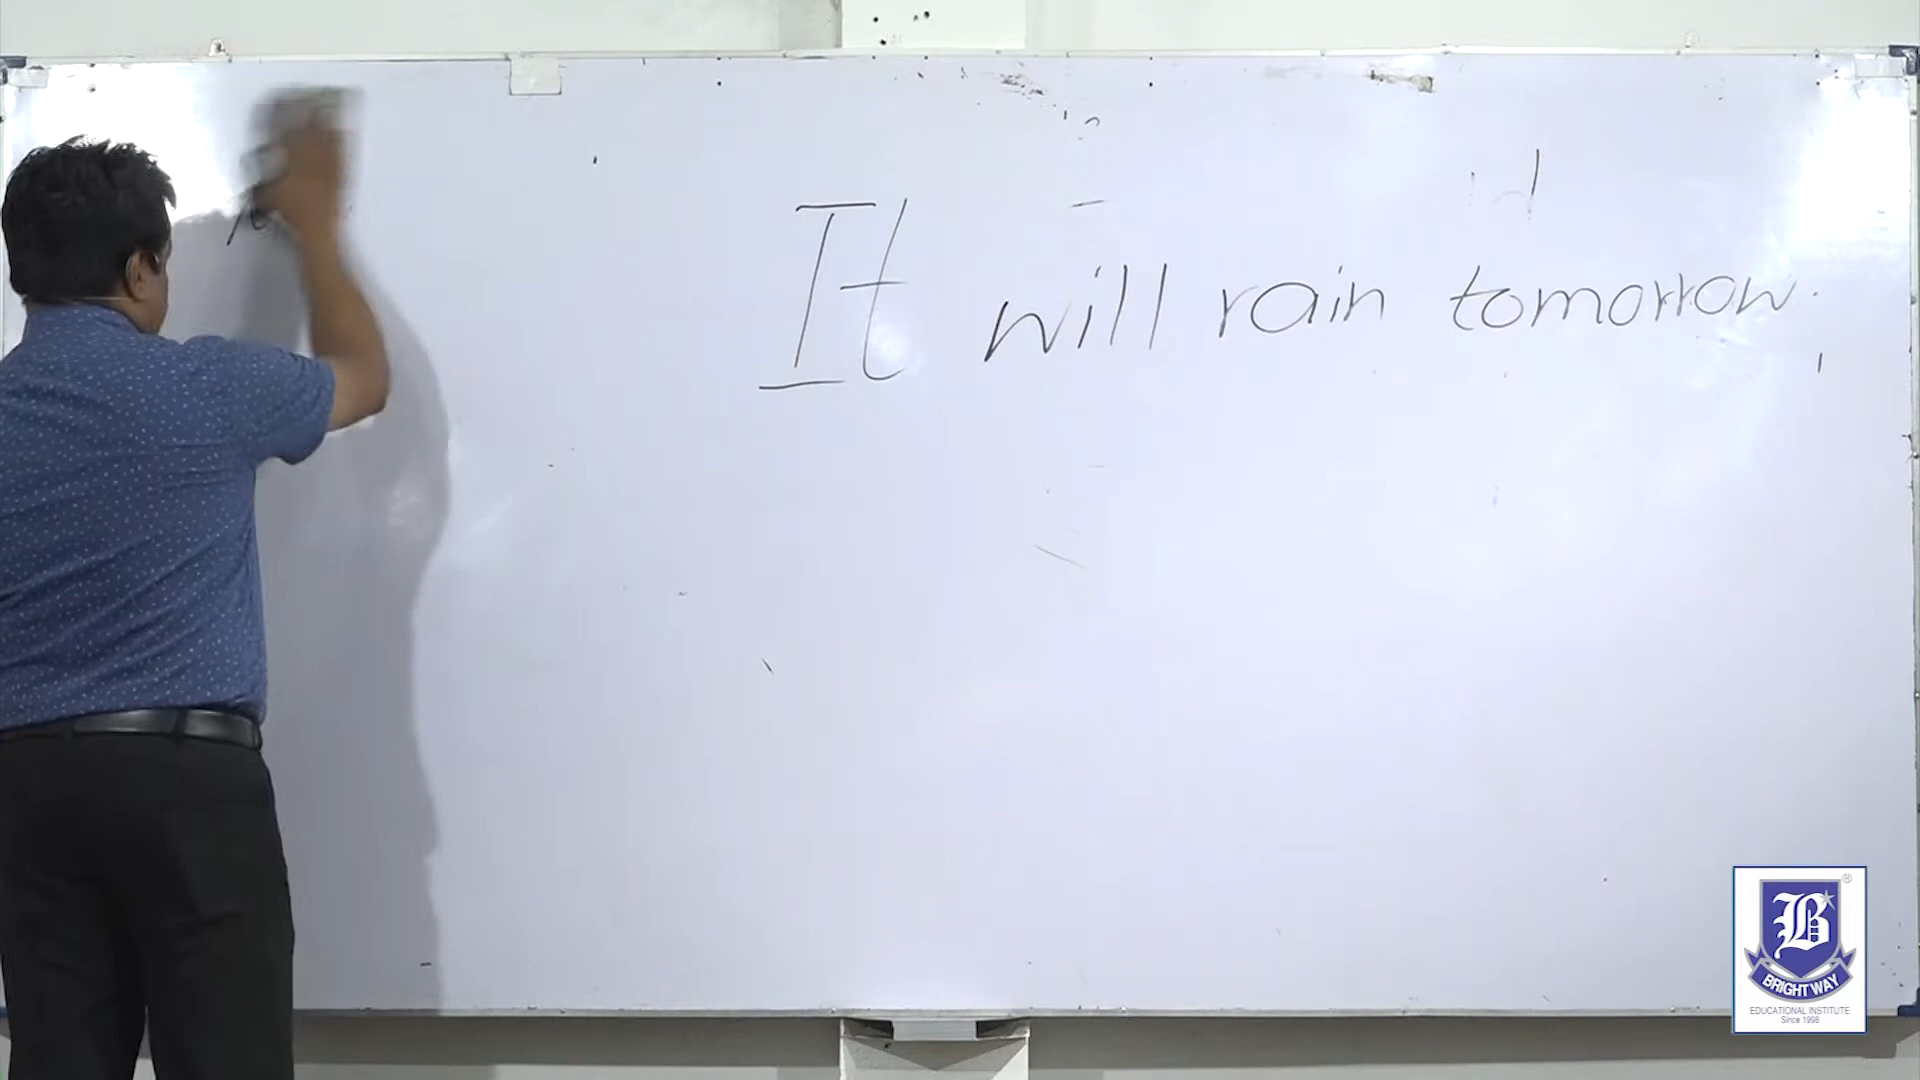 It will rain tomorrow.
B
BRIGHT WAY
EDUCATIONAL INSTITUTE
Since 1998
®